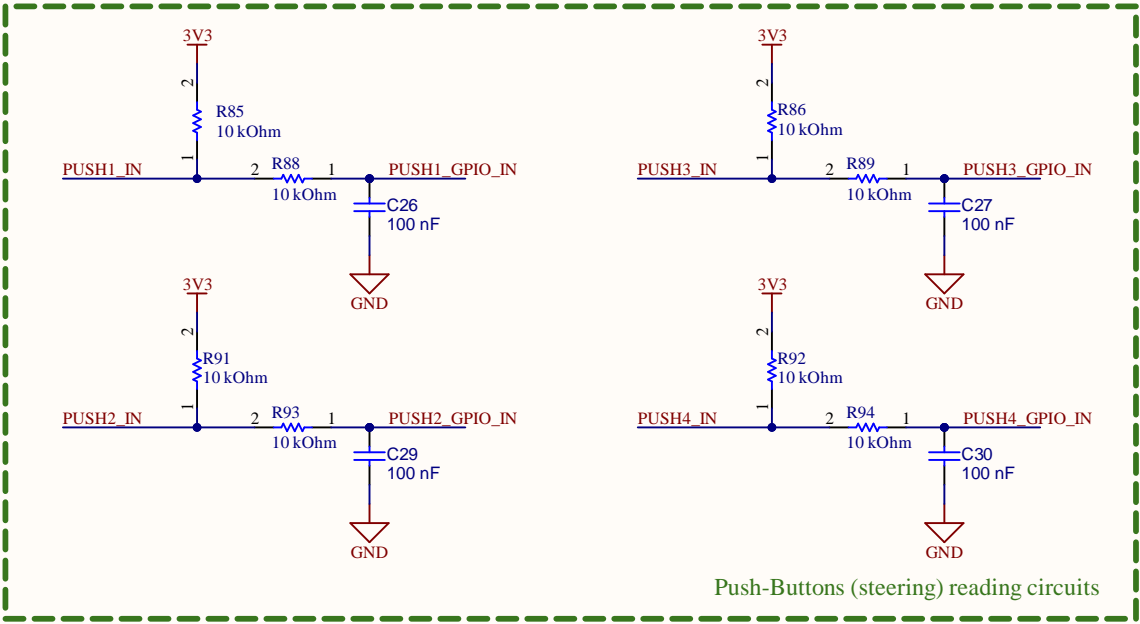 3V3
2
R85
10 kOhm
1
PUSH1_IN
2
R88
1
PUSH1_GPIO_IN
10 kOhm
C26
100 nF
GND
3V3
2
R86
10 kOhm
1
PUSH3_IN
2
R89
1
PUSH3_GPIO_IN
10 kOhm
C27
100 nF
GND
3V3
2
R91
10 kOhm
1
PUSH2_IN
2
R93
1
PUSH2_GPIO_IN
10 kOhm
C29
100 nF
GND
3V3
2
R92
10 kOhm
1
PUSH4_IN
2
R94
1
PUSH4_GPIO_IN
10 kOhm
C30
100 nF
GND
Push-Buttons (steering) reading circuits